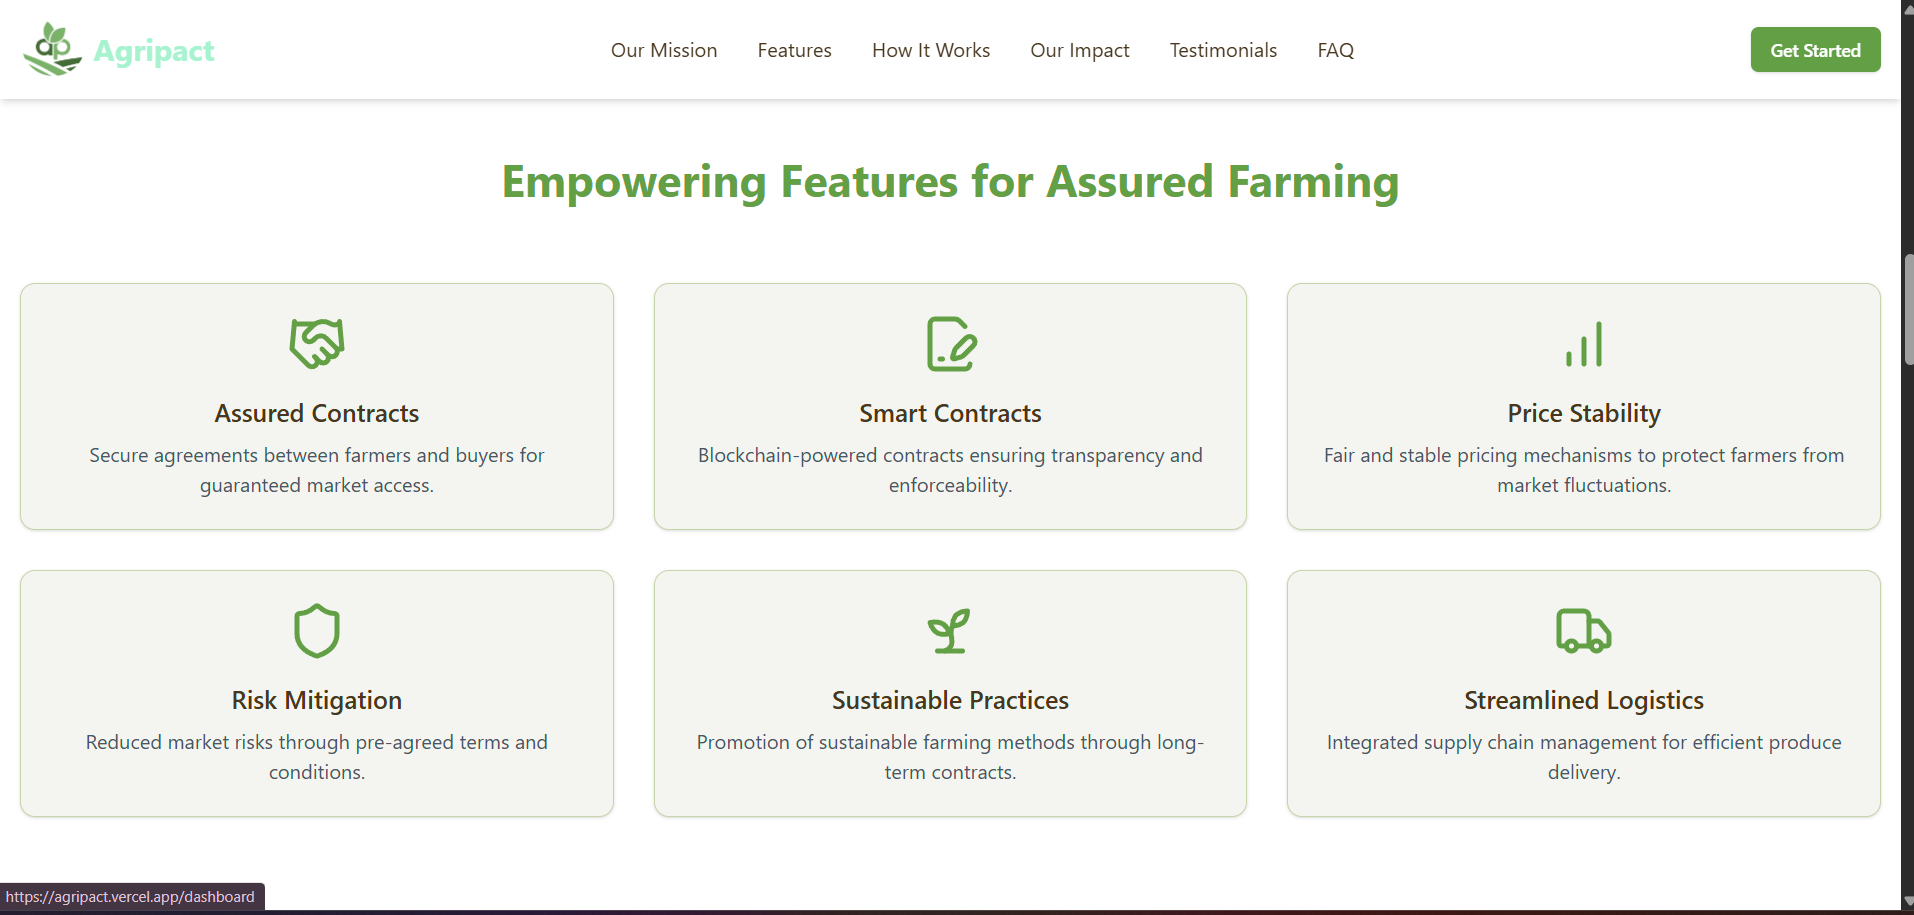 ap Agripact
Our Mission Features How It Works Our Impact Testimonials FAQ
Get Started
Empowering Features for Assured Farming
Assured Contracts
Secure agreements between farmers and buyers for
guaranteed market access.
Smart Contracts
Blockchain-powered contracts ensuring transparency and
enforceability.
Price Stability
Fair and stable pricing mechanisms to protect farmers from
market fluctuations.
Risk Mitigation
Reduced market risks through pre-agreed terms and
conditions.
Sustainable Practices
Promotion of sustainable farming methods through long-
term contracts.
Streamlined Logistics
Integrated supply chain management for efficient produce
delivery.
https://agripact.vercel.app/dashboard